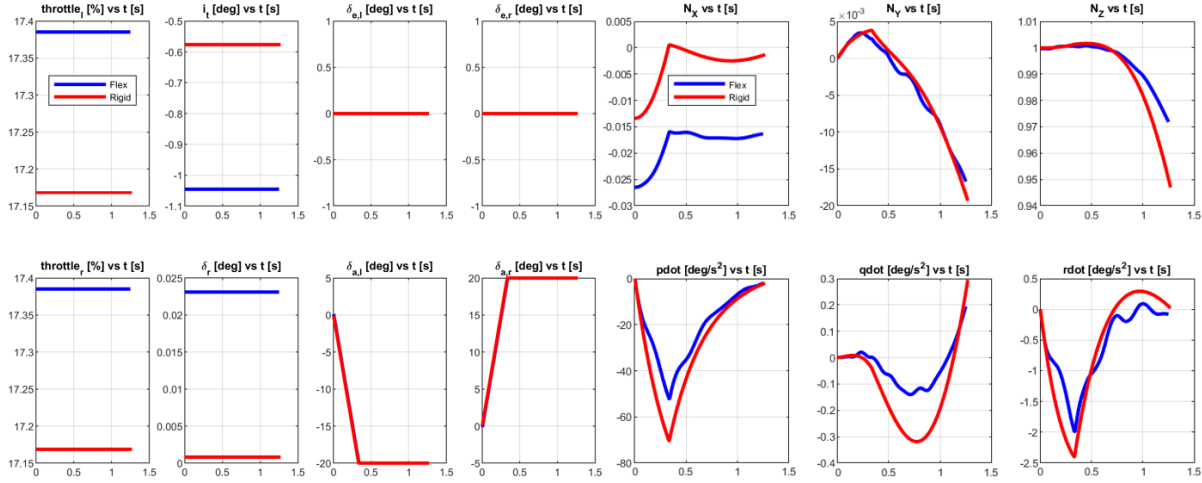 throttle_l [%] vs t [s]
17.4
17.35
17.3
17.25
17.2
17.15
0 0.5 1 1.5
Flex
Rigid
i_t [deg] vs t [s]
-0.5
-0.6
-0.7
-0.8
-0.9
-1
-1.1
0 0.5 1 1.5
δ_e,l [deg] vs t [s]
1
0.5
0
-0.5
-1
0 0.5 1 1.5
δ_e,r [deg] vs t [s]
1
0.5
0
-0.5
-1
0 0.5 1 1.5
N_X vs t [s]
0.005
0
-0.005
-0.01
-0.015
-0.02
-0.025
-0.03
0 0.5 1 1.5
Flex
Rigid
N_Y vs t [s]
×10^-3
5
0
-5
-10
-15
-20
0 0.5 1 1.5
N_Z vs t [s]
1.01
1
0.99
0.98
0.97
0.96
0.95
0.94
0 0.5 1 1.5
throttle_r [%] vs t [s]
17.4
17.35
17.3
17.25
17.2
17.15
0 0.5 1 1.5
δ_r [deg] vs t [s]
0.025
0.02
0.015
0.01
0.005
0
0 0.5 1 1.5
δ_a,l [deg] vs t [s]
5
0
-5
-10
-15
-20
0 0.5 1 1.5
δ_a,r [deg] vs t [s]
20
15
10
5
0
-5
0 0.5 1 1.5
pdot [deg/s²] vs t [s]
0
-20
-40
-60
-80
0 0.5 1 1.5
qdot [deg/s²] vs t [s]
0.3
0.2
0.1
0
-0.1
-0.2
-0.3
-0.4
0 0.5 1 1.5
rdot [deg/s²] vs t [s]
0.5
0
-0.5
-1
-1.5
-2
-2.5
0 0.5 1 1.5